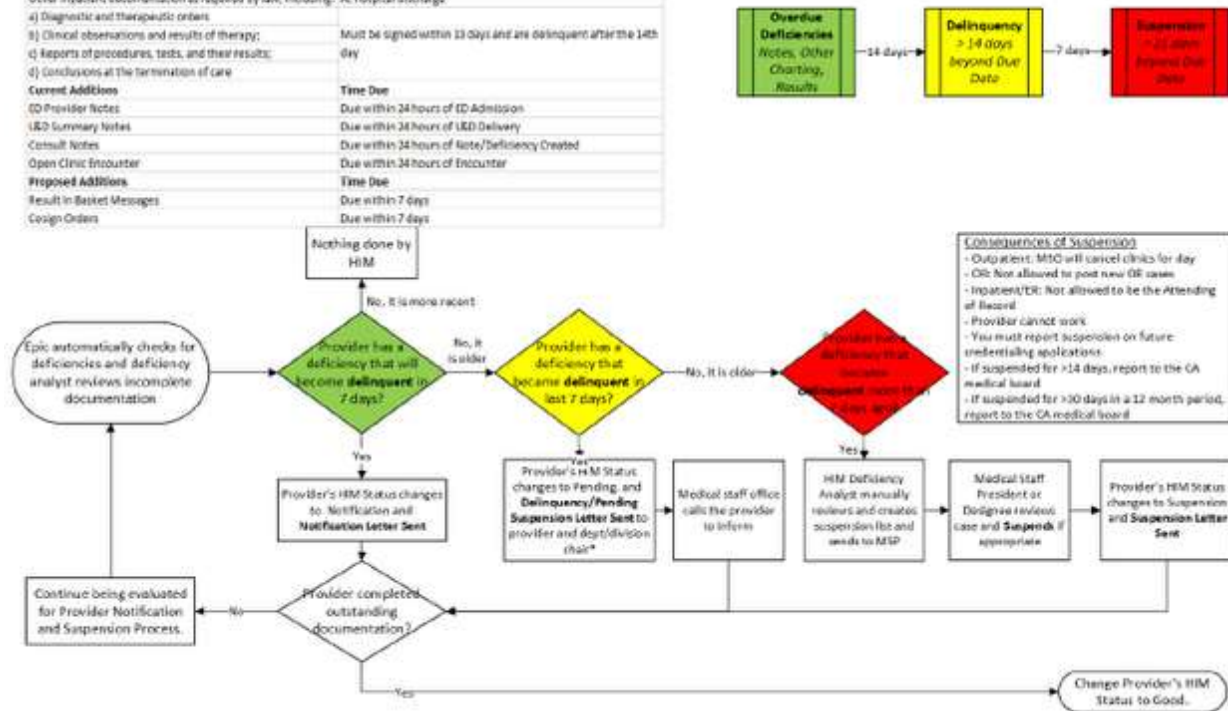 a) Diagnostic and therapeutic orders
b) Clinical observations and results of therapy;
c) Reports of procedures, tests, and their results;
d) Conclusions at the termination of care
Must be signed within 13 days and are delinquent after the 14th
day
Current Additions Time Due
ED Provider Notes Due within 24 hours of ED Admission
L&D Summary Notes Due within 24 hours of L&D Delivery
Consult Notes Due within 24 hours of Note/Deficiency Created
Open Clinic Encounter Due within 24 hours of Encounter
Proposed Additions Time Due
Result In Basket Messages Due within 7 days
Cosign Orders Due within 7 days
Overdue
Deficiencies
Notes, Other
Charting,
Results
14 days
Delinquency
> 14 days
beyond Due
Date
7 days
Suspension
days
beyond Due
Date
Nothing done by
HIM
No, it is more recent
Epic automatically checks for
deficiencies and deficiency
analyst reviews incomplete
documentation
Provider has a
deficiency that will
become delinquent in
7 days?
No, it
is older
Provider has a
deficiency that
became delinquent in
last 7 days?
No, it is older
deficiency that
delinquent
Consequences of Suspension
- Outpatient: MSO will cancel clinics for day
- OR: Not allowed to post new OR cases
- Inpatient/ER: Not allowed to be the Attending
of Record
- Provider cannot work
- You must report suspension on future
credentialing applications
- If suspended for >14 days, report to the CA
medical board
- If suspended for >30 days in a 12 month period,
report to the CA medical board
Yes
Provider's HIM Status changes
to Notification and
Notification Letter Sent
Yes
Provider's HIM Status
changes to Pending, and
Delinquency/Pending
Suspension Letter Sent to
provider and dept/division
chair*
Medical staff office
calls the provider
to inform
Yes
HIM Deficiency
Analyst manually
reviews and creates
suspension list and
sends to MSP
Medical Staff
President or
Designee reviews
case and Suspends if
appropriate
Provider's HIM Status
changes to Suspension
and Suspension Letter
Sent
Continue being evaluated
for Provider Notification
and Suspension Process.
No
Provider completed
outstanding
documentation?
Yes
Change Provider's HIM
Status to Good.